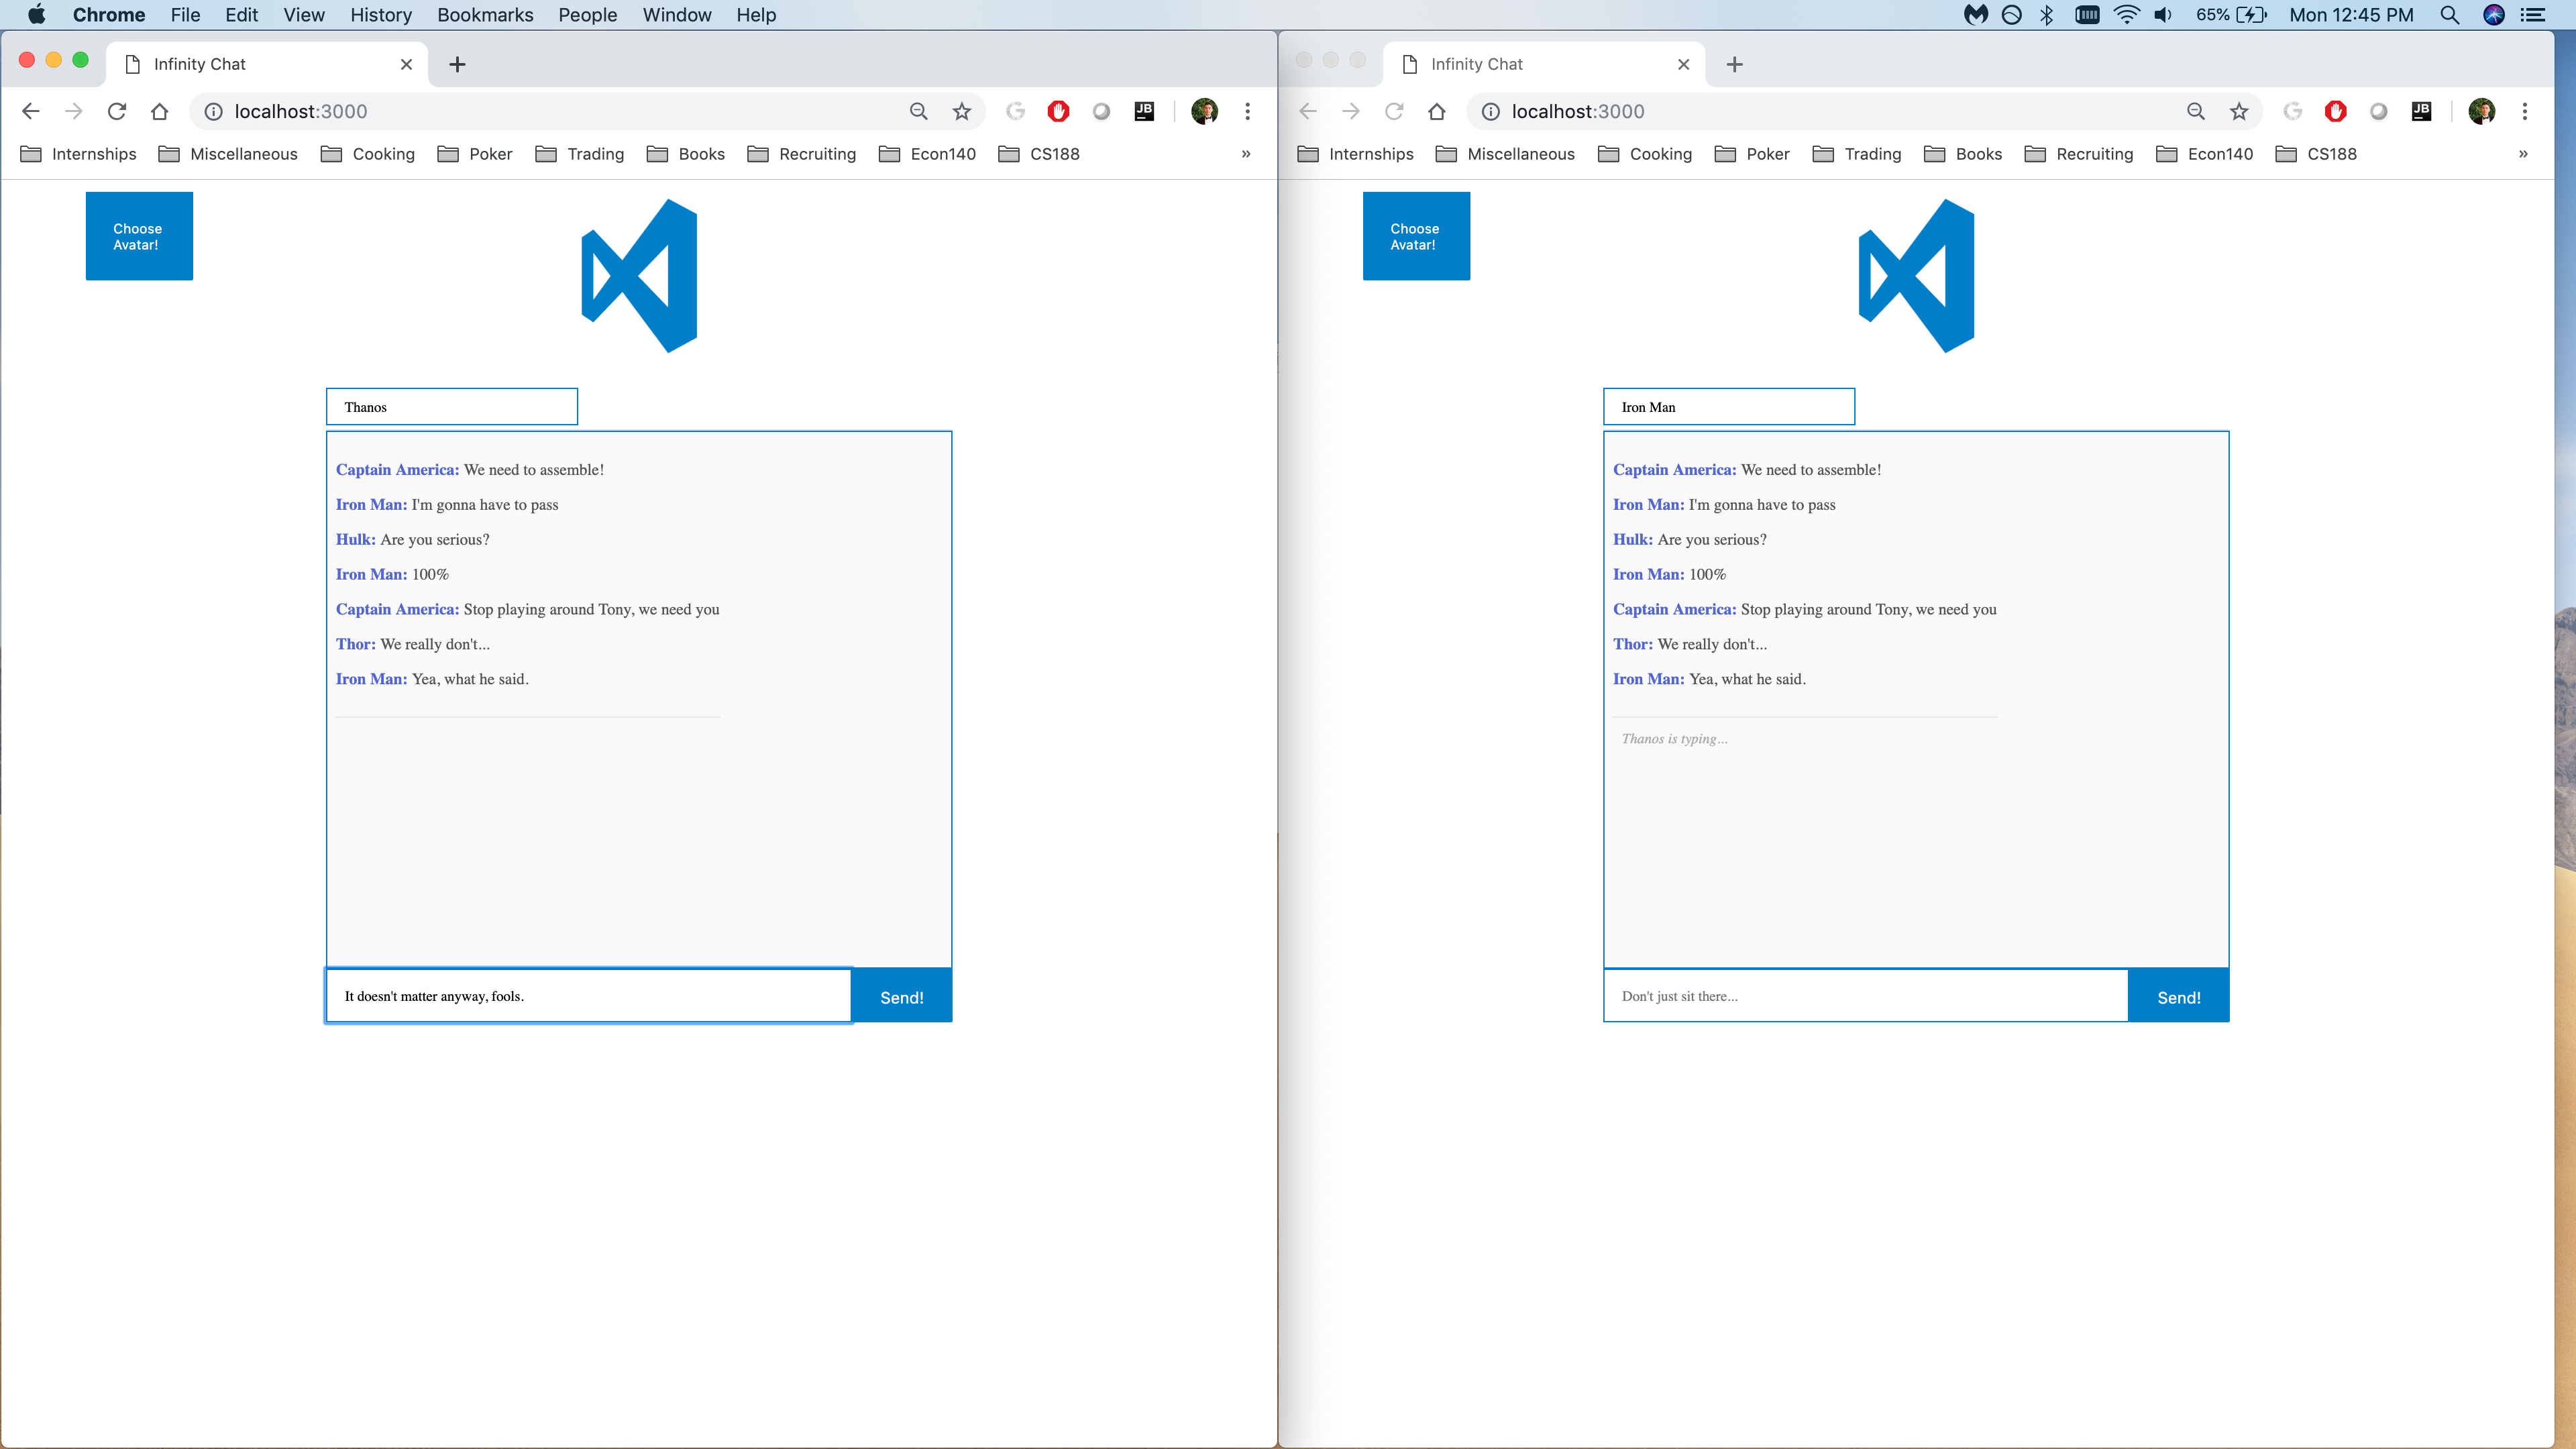 Chrome File Edit View History Bookmarks People Window Help 65% Mon 12:45 PM
Infinity Chat
localhost:3000
JB
Internships Miscellaneous Cooking Poker Trading Books Recruiting Econ140 CS188 »
Choose
Avatar!
Thanos
Captain America: We need to assemble!
Iron Man: I'm gonna have to pass
Hulk: Are you serious?
Iron Man: 100%
Captain America: Stop playing around Tony, we need you
Thor: We really don't...
Iron Man: Yea, what he said.
It doesn't matter anyway, fools.
Send!
Infinity Chat
localhost:3000
JB
Internships Miscellaneous Cooking Poker Trading Books Recruiting Econ140 CS188 »
Choose
Avatar!
Iron Man
Captain America: We need to assemble!
Iron Man: I'm gonna have to pass
Hulk: Are you serious?
Iron Man: 100%
Captain America: Stop playing around Tony, we need you
Thor: We really don't...
Iron Man: Yea, what he said.
Thanos is typing...
Don't just sit there...
Send!